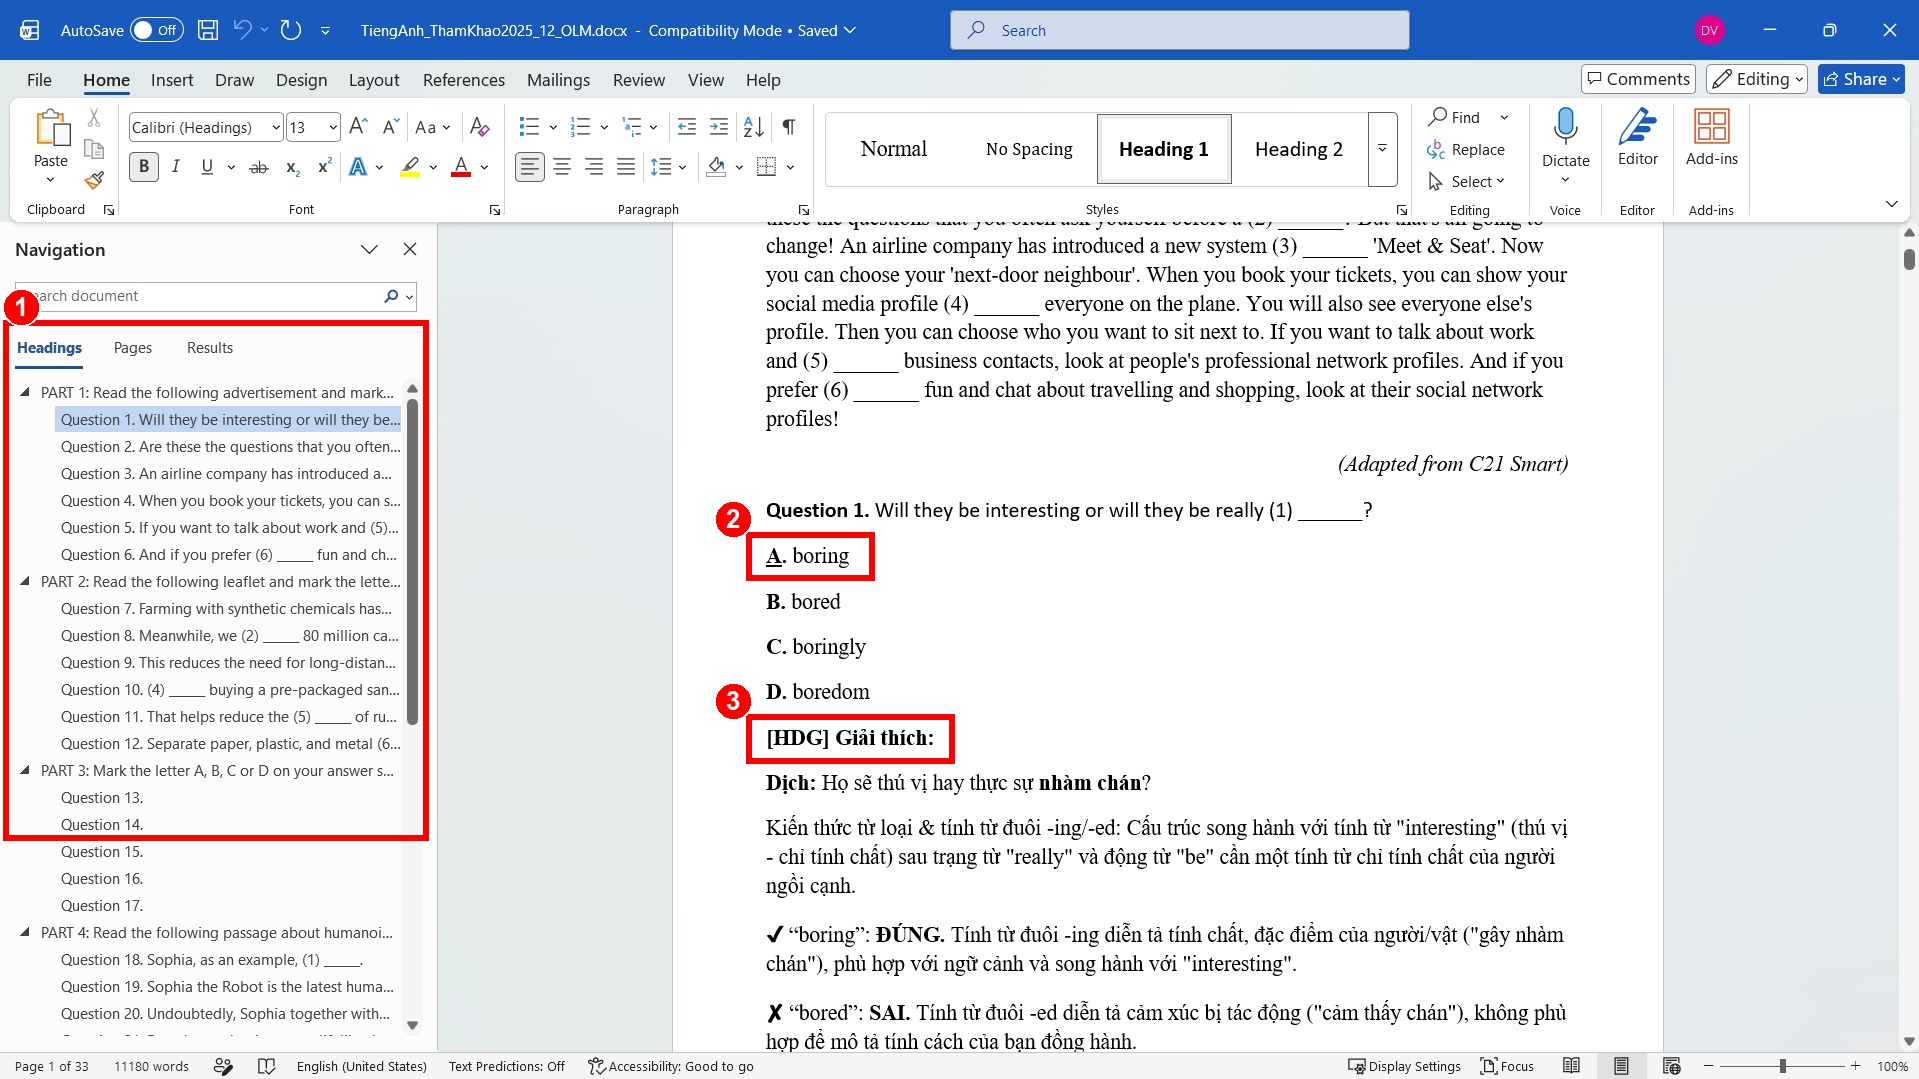 AutoSave Off TiengAnh_ThamKhao2025_12_OLM.docx - Compatibility Mode • Saved Search DV
File Home Insert Draw Design Layout References Mailings Review View Help Comments Editing Share
Paste
Clipboard
Calibri (Headings) 13
Aa
B I U ab x₂ x² A A
Font
Paragraph
Normal No Spacing Heading 1 Heading 2
Styles
Find
Replace
Select
Editing
Dictate
Voice
Editor
Editor
Add-ins
Add-ins
Navigation
arch document
1
Headings Pages Results
PART 1: Read the following advertisement and mark...
Question 1. Will they be interesting or will they be...
Question 2. Are these the questions that you often...
Question 3. An airline company has introduced a...
Question 4. When you book your tickets, you can s...
Question 5. If you want to talk about work and (5)...
Question 6. And if you prefer (6) _____ fun and ch...
PART 2: Read the following leaflet and mark the lette...
Question 7. Farming with synthetic chemicals has...
Question 8. Meanwhile, we (2) _____ 80 million ca...
Question 9. This reduces the need for long-distan...
Question 10. (4) _____ buying a pre-packaged san...
Question 11. That helps reduce the (5) _____ of ru...
Question 12. Separate paper, plastic, and metal (6...
PART 3: Mark the letter A, B, C or D on your answer s...
Question 13.
Question 14.
Question 15.
Question 16.
Question 17.
PART 4: Read the following passage about humanoi...
Question 18. Sophia, as an example, (1) _____.
Question 19. Sophia the Robot is the latest huma...
Question 20. Undoubtedly, Sophia together with...
these the questions that you often ask yourself before a (2) ______? But that's all going to
change! An airline company has introduced a new system (3) ______ 'Meet & Seat'. Now
you can choose your 'next-door neighbour'. When you book your tickets, you can show your
social media profile (4) ______ everyone on the plane. You will also see everyone else's
profile. Then you can choose who you want to sit next to. If you want to talk about work
and (5) ______ business contacts, look at people's professional network profiles. And if you
prefer (6) ______ fun and chat about travelling and shopping, look at their social network
profiles!
(Adapted from C21 Smart)
2
Question 1. Will they be interesting or will they be really (1) ______?
A. boring
B. bored
C. boringly
D. boredom
3
[HDG] Giải thích:
Dịch: Họ sẽ thú vị hay thực sự nhàm chán?
Kiến thức từ loại & tính từ đuôi -ing/-ed: Cấu trúc song hành với tính từ "interesting" (thú vị
- chỉ tính chất) sau trạng từ "really" và động từ "be" cần một tính từ chỉ tính chất của người
ngồi cạnh.
✔ “boring”: ĐÚNG. Tính từ đuôi -ing diễn tả tính chất, đặc điểm của người/vật ("gây nhàm
chán"), phù hợp với ngữ cảnh và song hành với "interesting".
✘ “bored”: SAI. Tính từ đuôi -ed diễn tả cảm xúc bị tác động ("cảm thấy chán"), không phù
hợp để mô tả tính cách của bạn đồng hành.
Page 1 of 33 11180 words English (United States) Text Predictions: Off Accessibility: Good to go Display Settings Focus 100%